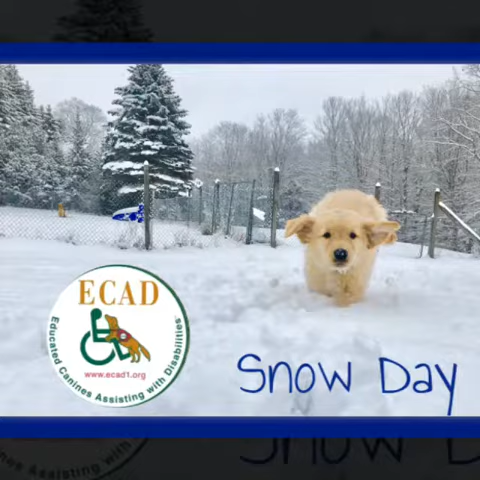 ECAD
www.ecad1.org
Educated Canines Assisting with Disabilities
Snow Day